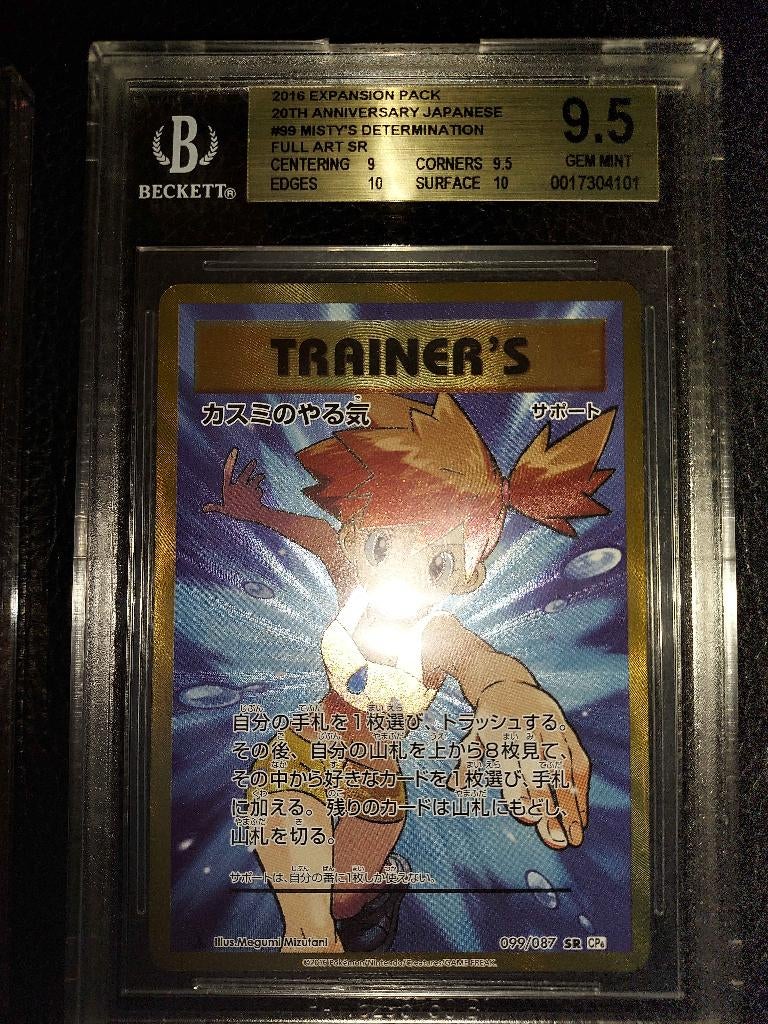 2016 EXPANSION PACK
20TH ANNIVERSARY JAPANESE
#99 MISTY'S DETERMINATION
FULL ART SR
CENTERING 9 CORNERS 9.5
EDGES 10 SURFACE 10
9.5
GEM MINT
0017304101
B
BECKETT®
TRAINER'S
カスミのやる気
サポート
自分の手札を1枚選び、トラッシュする。
その後、自分の山札を上から8枚見て、
その中から好きなカードを1枚選び、手札
に加える。残りのカードは山札にもどし、
山札を切る。
サポートは、自分の番に1枚しか使えない。
Illus.Megumi Mizutani
099/087 SR CP6
©2016 Pokémon/Nintendo/Creatures/GAME FREAK.